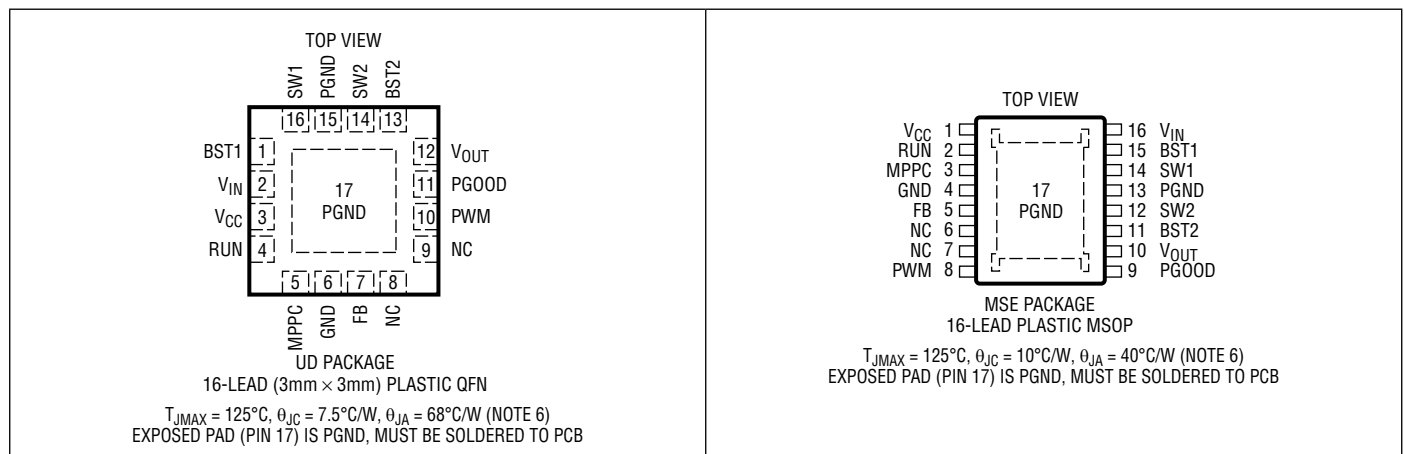 TOP VIEW
SW1
PGND
SW2
BST2
16 15 14 13
BST1 1
VIN 2
VCC 3
RUN 4
17
PGND
12 VOUT
11 PGOOD
10 PWM
9 NC
5 6 7 8
MPPC
GND
FB
NC
UD PACKAGE
16-LEAD (3mm × 3mm) PLASTIC QFN
TJMAX = 125°C, θJC = 7.5°C/W, θJA = 68°C/W (NOTE 6)
EXPOSED PAD (PIN 17) IS PGND, MUST BE SOLDERED TO PCB
TOP VIEW
VCC 1
RUN 2
MPPC 3
GND 4
FB 5
NC 6
NC 7
PWM 8
17
PGND
16 VIN
15 BST1
14 SW1
13 PGND
12 SW2
11 BST2
10 VOUT
9 PGOOD
MSE PACKAGE
16-LEAD PLASTIC MSOP
TJMAX = 125°C, θJC = 10°C/W, θJA = 40°C/W (NOTE 6)
EXPOSED PAD (PIN 17) IS PGND, MUST BE SOLDERED TO PCB